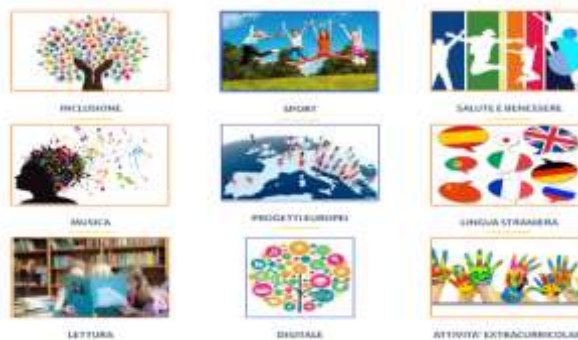 INCLUSIONE
SPORT
SALUTE E BENESSERE
MUSICA
PROGETTI EUROPEI
LINGUA STRANIERA
LETTURA
DIGITALE
ATTIVITA' EXTRACURRICOLARI